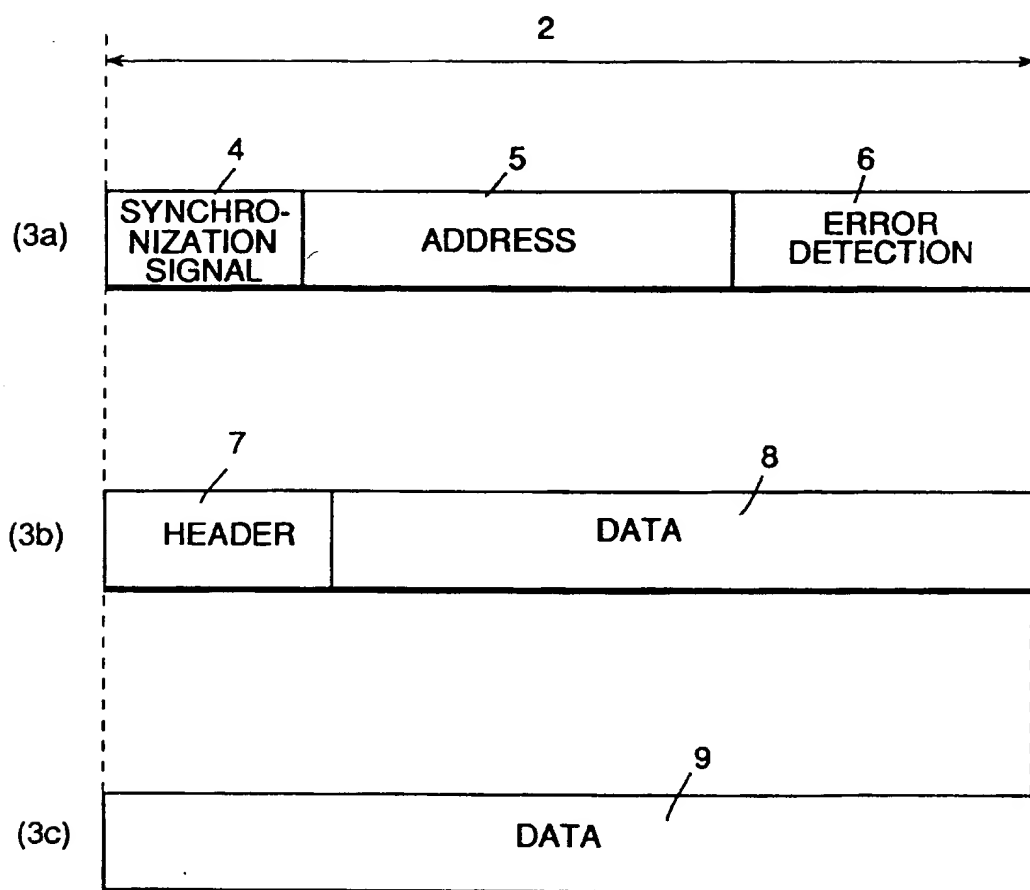 2
4
5
6
(3a)
SYNCHRO-
NIZATION
SIGNAL
ADDRESS
ERROR
DETECTION
7
8
(3b)
HEADER
DATA
9
(3c)
DATA